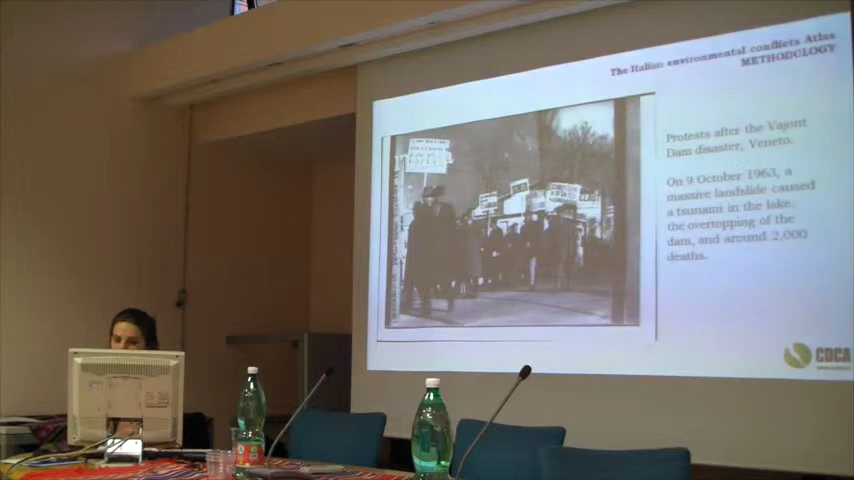 The Italian environmental conflicts Atlas
METHODOLOGY
Protests after the Vajont
Dam disaster, Veneto.
On 9 October 1963, a
massive landslide caused
a tsunami in the lake,
the overtopping of the
dam, and around 2,000
deaths.
CDCA